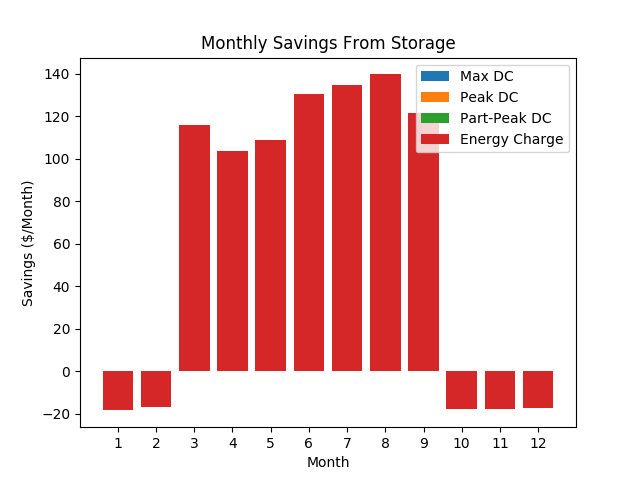 Monthly Savings From Storage
Max DC
Peak DC
Part-Peak DC
Energy Charge
Savings ($/Month)
140
120
100
80
60
40
20
0
−20
1 2 3 4 5 6 7 8 9 10 11 12
Month